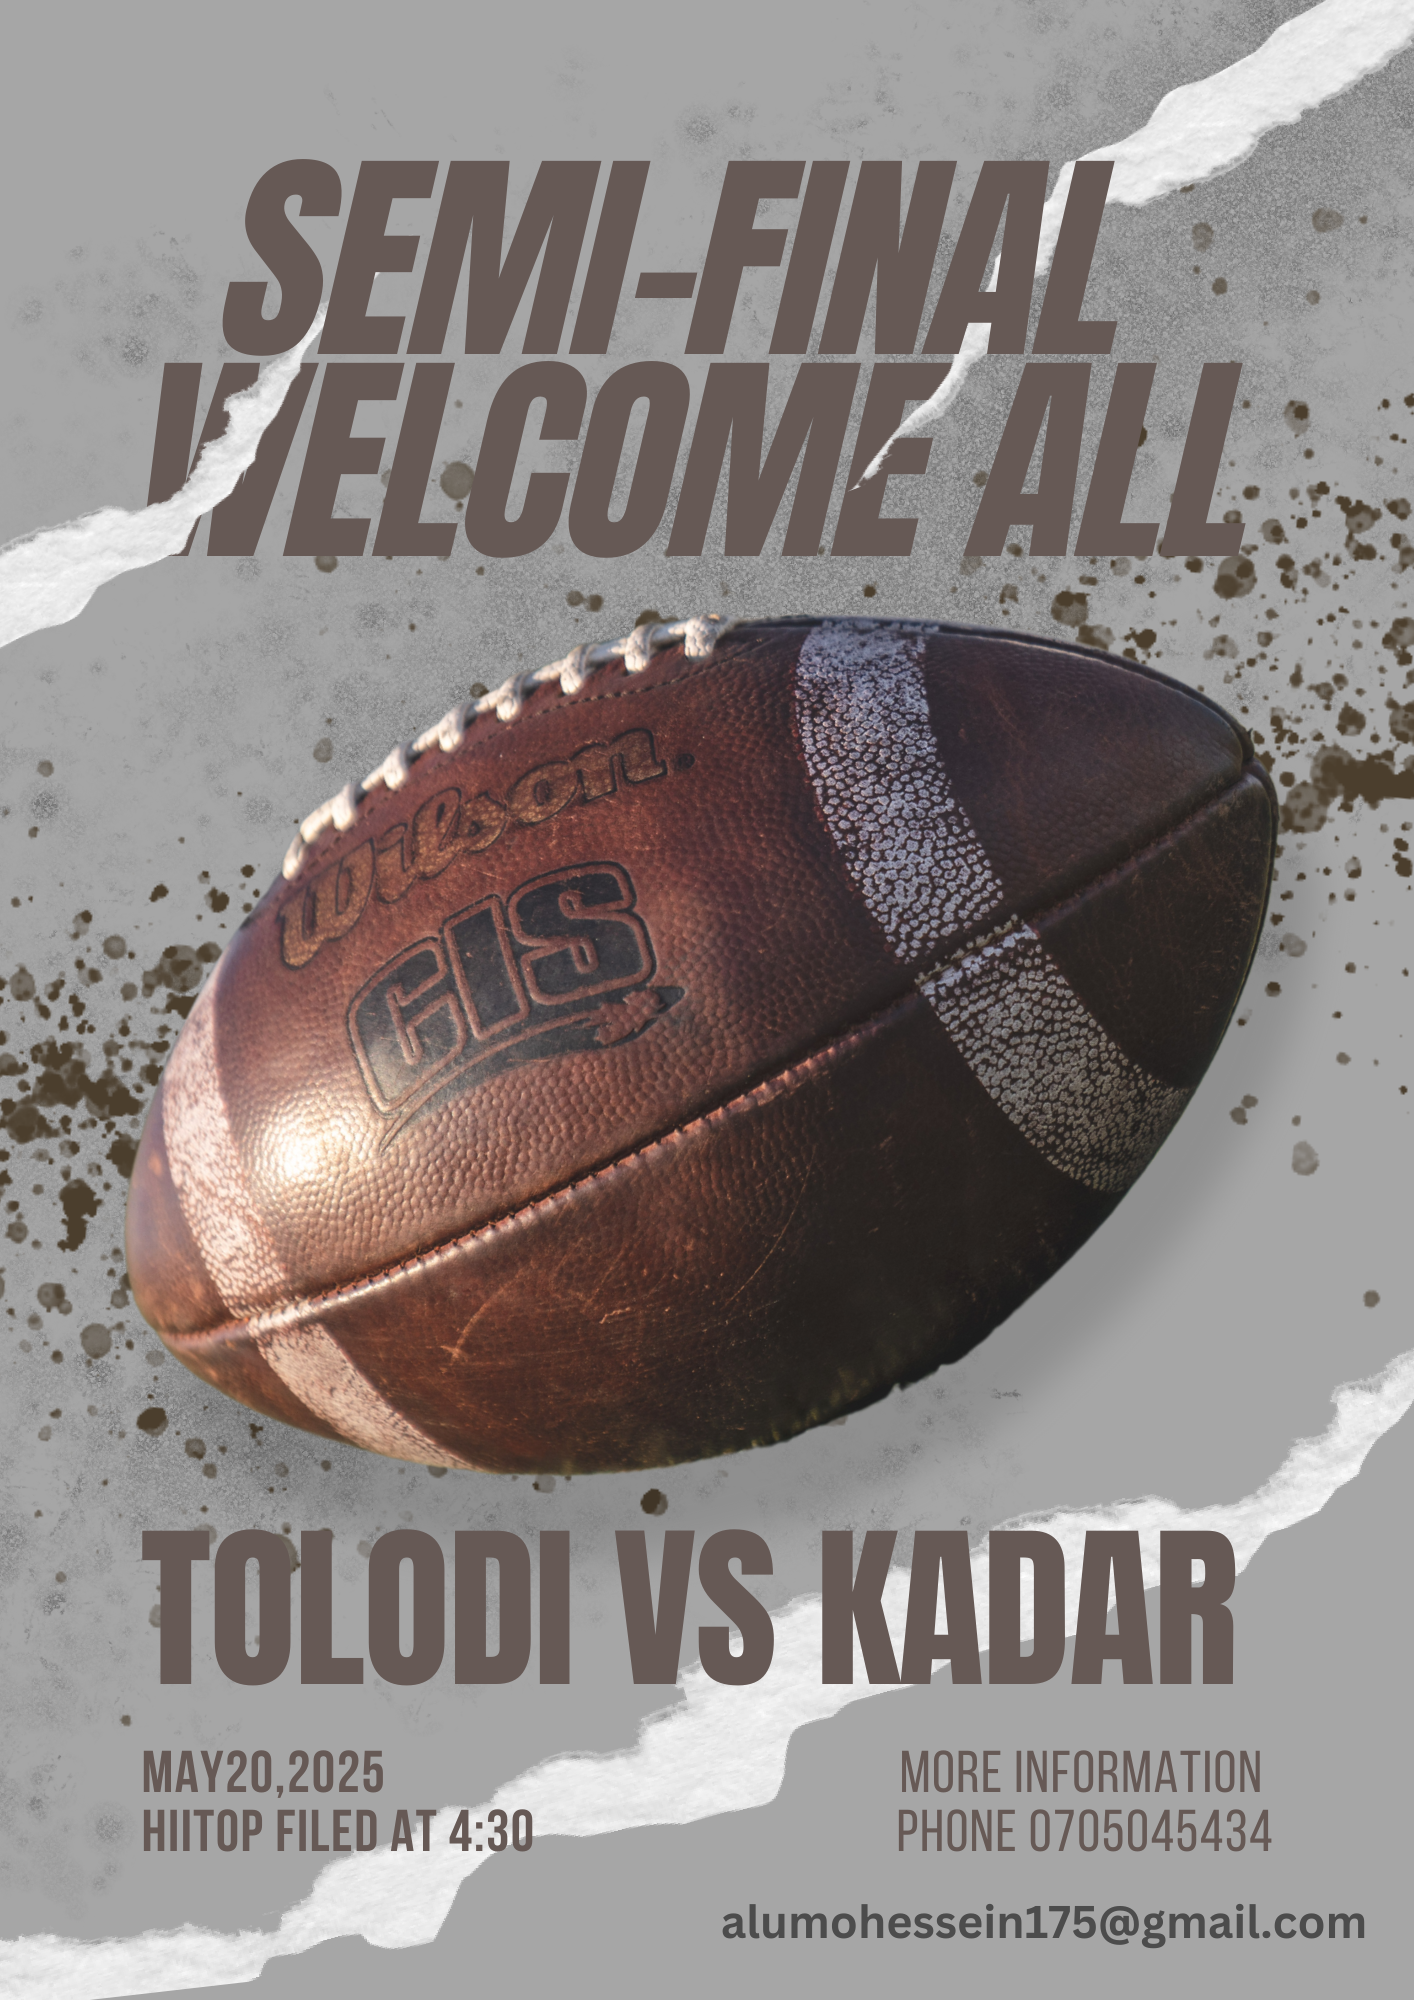 SEMI-FINAL
WELCOME ALL
Wilson
CIS
TOLODI VS KADAR
MAY20,2025
HIITOP FILED AT 4:30
MORE INFORMATION
PHONE 0705045434
alumohessein175@gmail.com